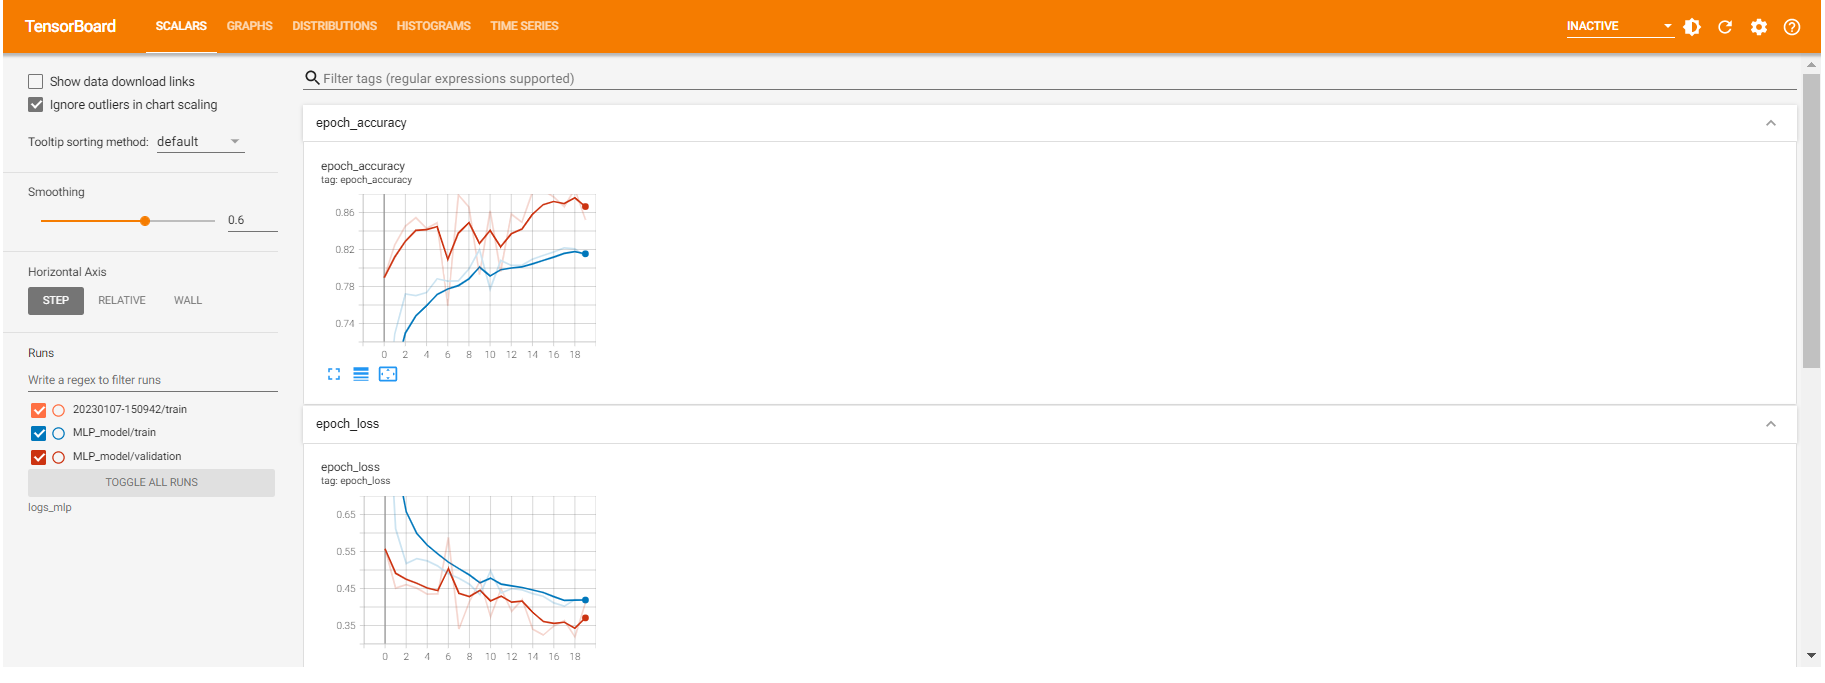 TensorBoard SCALARS GRAPHS DISTRIBUTIONS HISTOGRAMS TIME SERIES INACTIVE
Show data download links
Ignore outliers in chart scaling
Tooltip sorting method: default
Smoothing
0.6
Horizontal Axis
STEP RELATIVE WALL
Runs
Write a regex to filter runs
20230107-150942/train
MLP_model/train
MLP_model/validation
TOGGLE ALL RUNS
logs_mlp
Filter tags (regular expressions supported)
epoch_accuracy
epoch_accuracy
tag: epoch_accuracy
0.86
0.82
0.78
0.74
0 2 4 6 8 10 12 14 16 18
epoch_loss
epoch_loss
tag: epoch_loss
0.65
0.55
0.45
0.35
0 2 4 6 8 10 12 14 16 18